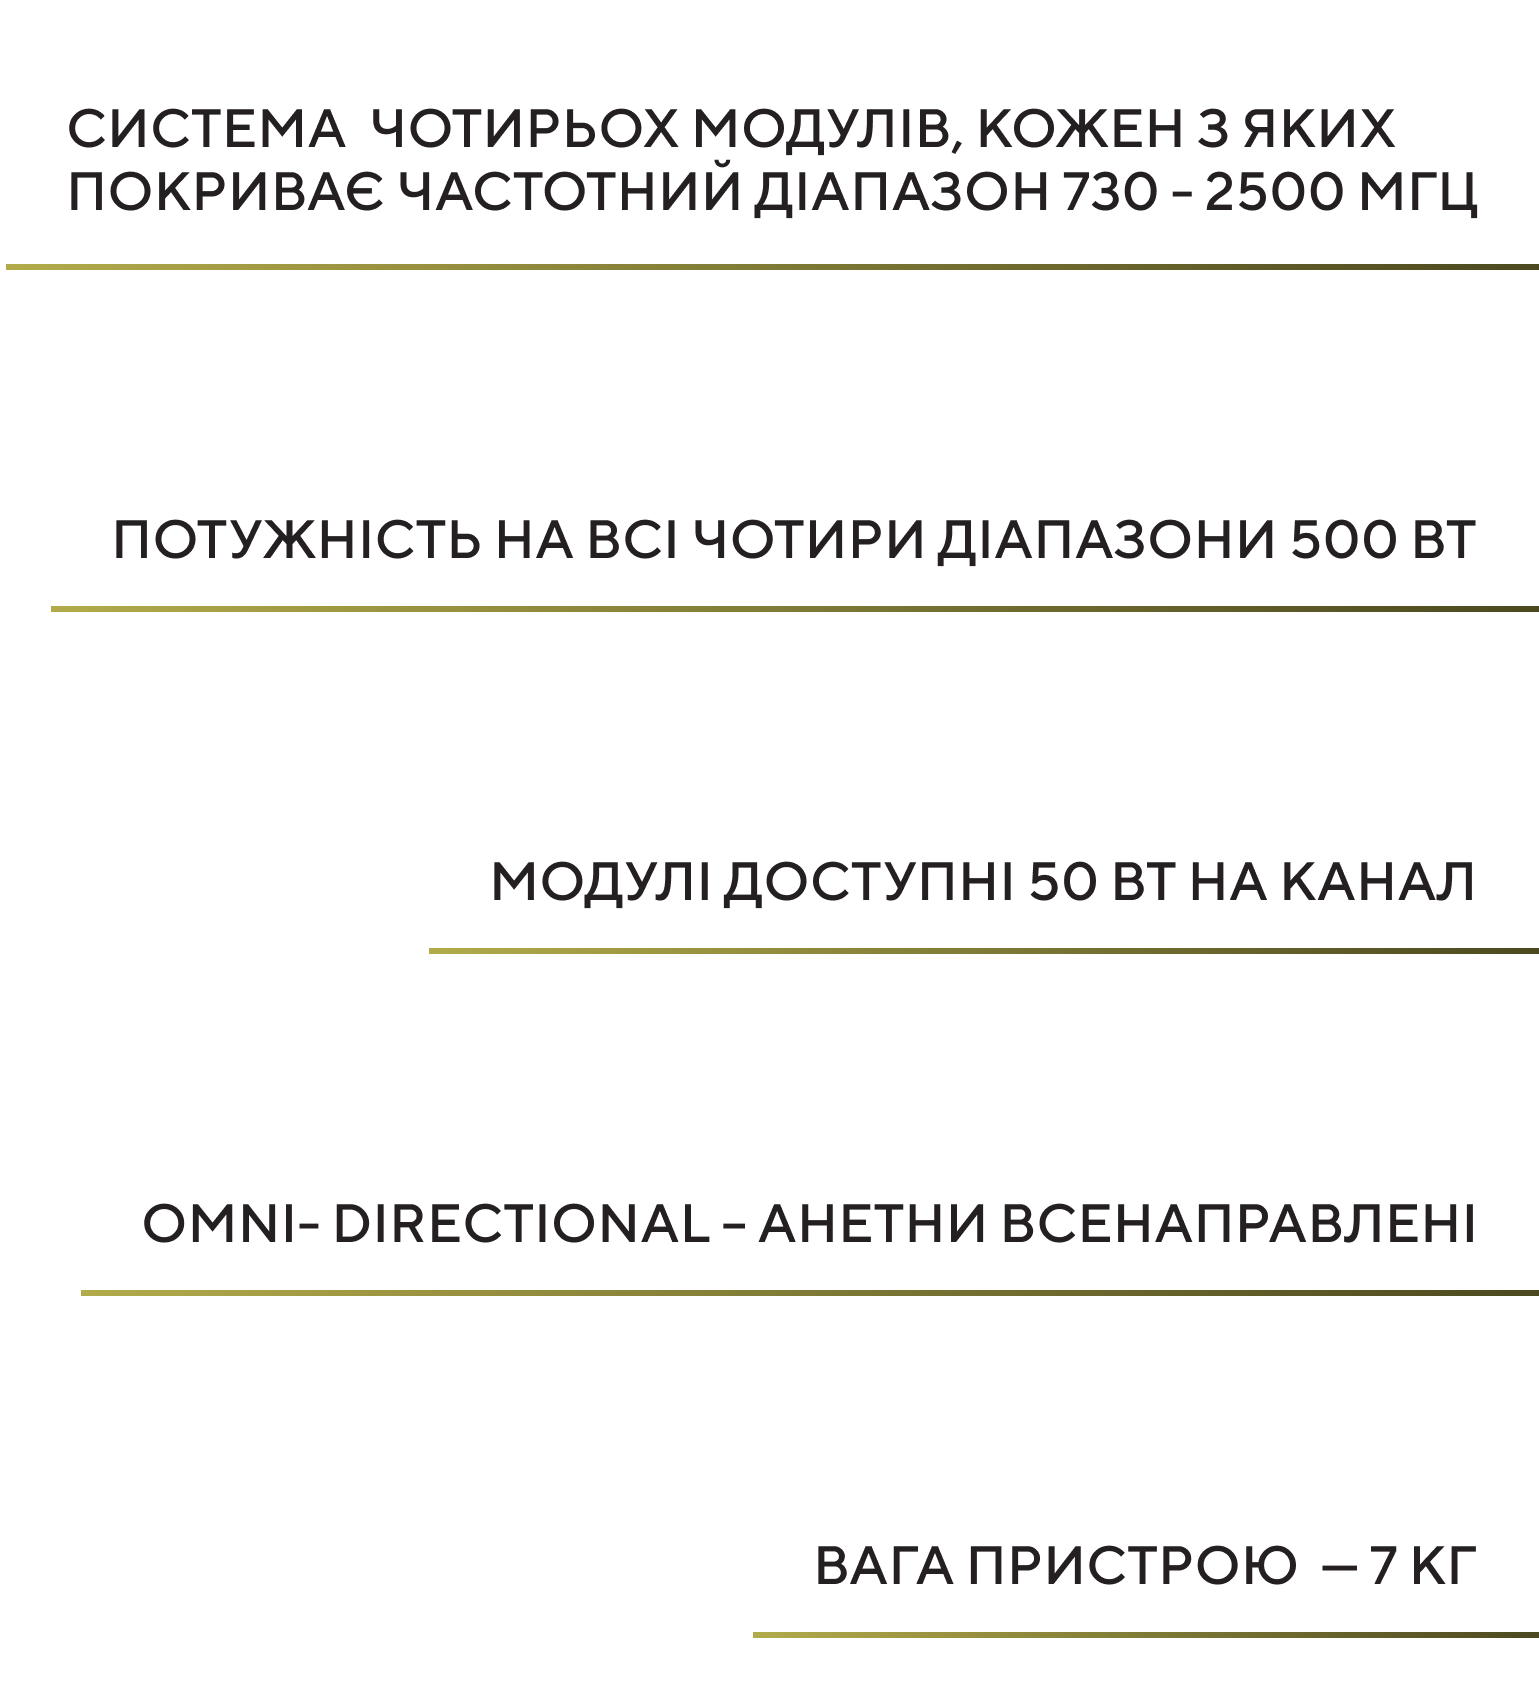 СИСТЕМА ЧОТИРЬОХ МОДУЛІВ, КОЖЕН З ЯКИХ
ПОКРИВАЄ ЧАСТОТНИЙ ДІАПАЗОН 730 - 2500 МГЦ
ПОТУЖНІСТЬ НА ВСІ ЧОТИРИ ДІАПАЗОНИ 500 ВТ
МОДУЛІ ДОСТУПНІ 50 ВТ НА КАНАЛ
OMNI- DIRECTIONAL – АНЕТНИ ВСЕНАПРАВЛЕНІ
ВАГА ПРИСТРОЮ — 7 КГ